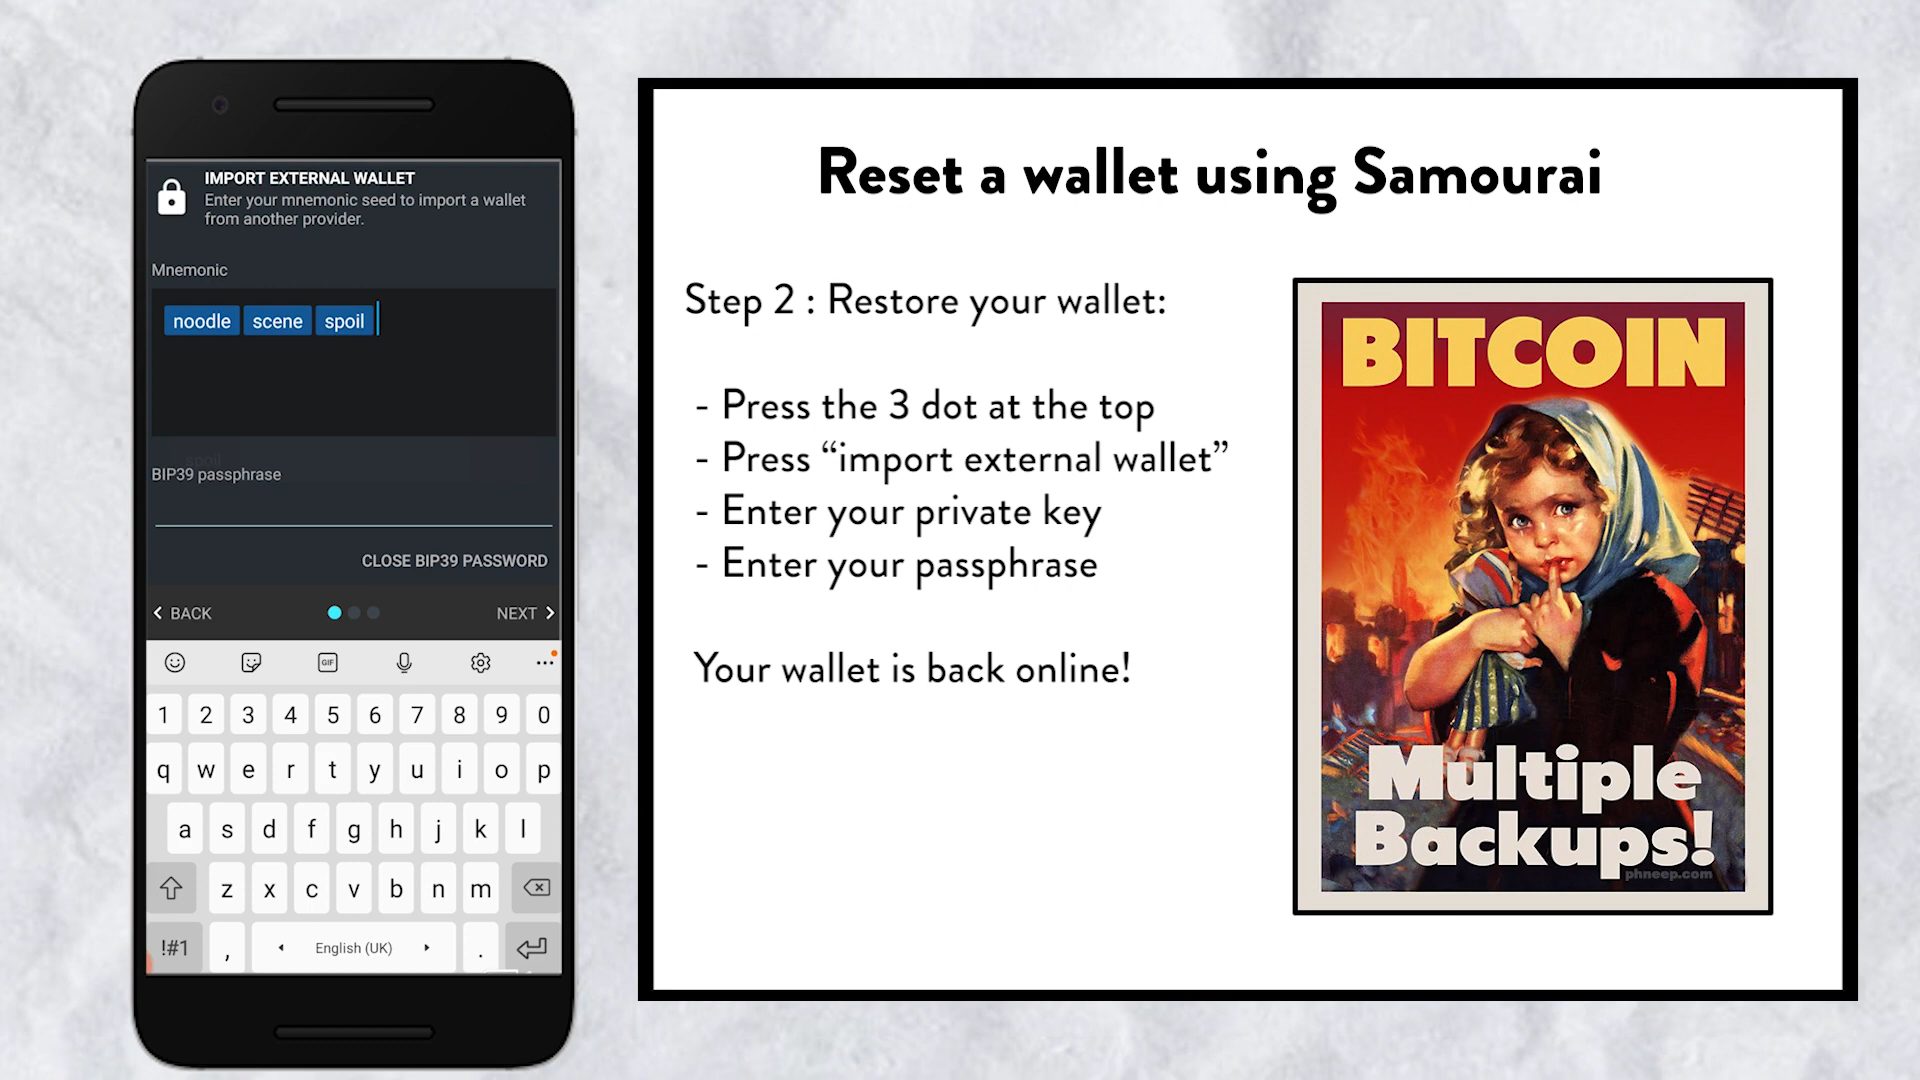 IMPORT EXTERNAL WALLET
Enter your mnemonic seed to import a wallet
from another provider.
Mnemonic
noodle scene spoil
spoil
BIP39 passphrase
CLOSE BIP39 PASSWORD
BACK NEXT
GIF
1 2 3 4 5 6 7 8 9 0
q w e r t y u i o p
a s d f g h j k l
z x c v b n m
!#1 , English (UK) .
Reset a wallet using Samourai
Step 2 : Restore your wallet:
- Press the 3 dot at the top
- Press “import external wallet”
- Enter your private key
- Enter your passphrase
Your wallet is back online!
BITCOIN
Multiple
Backups!
phneep.com